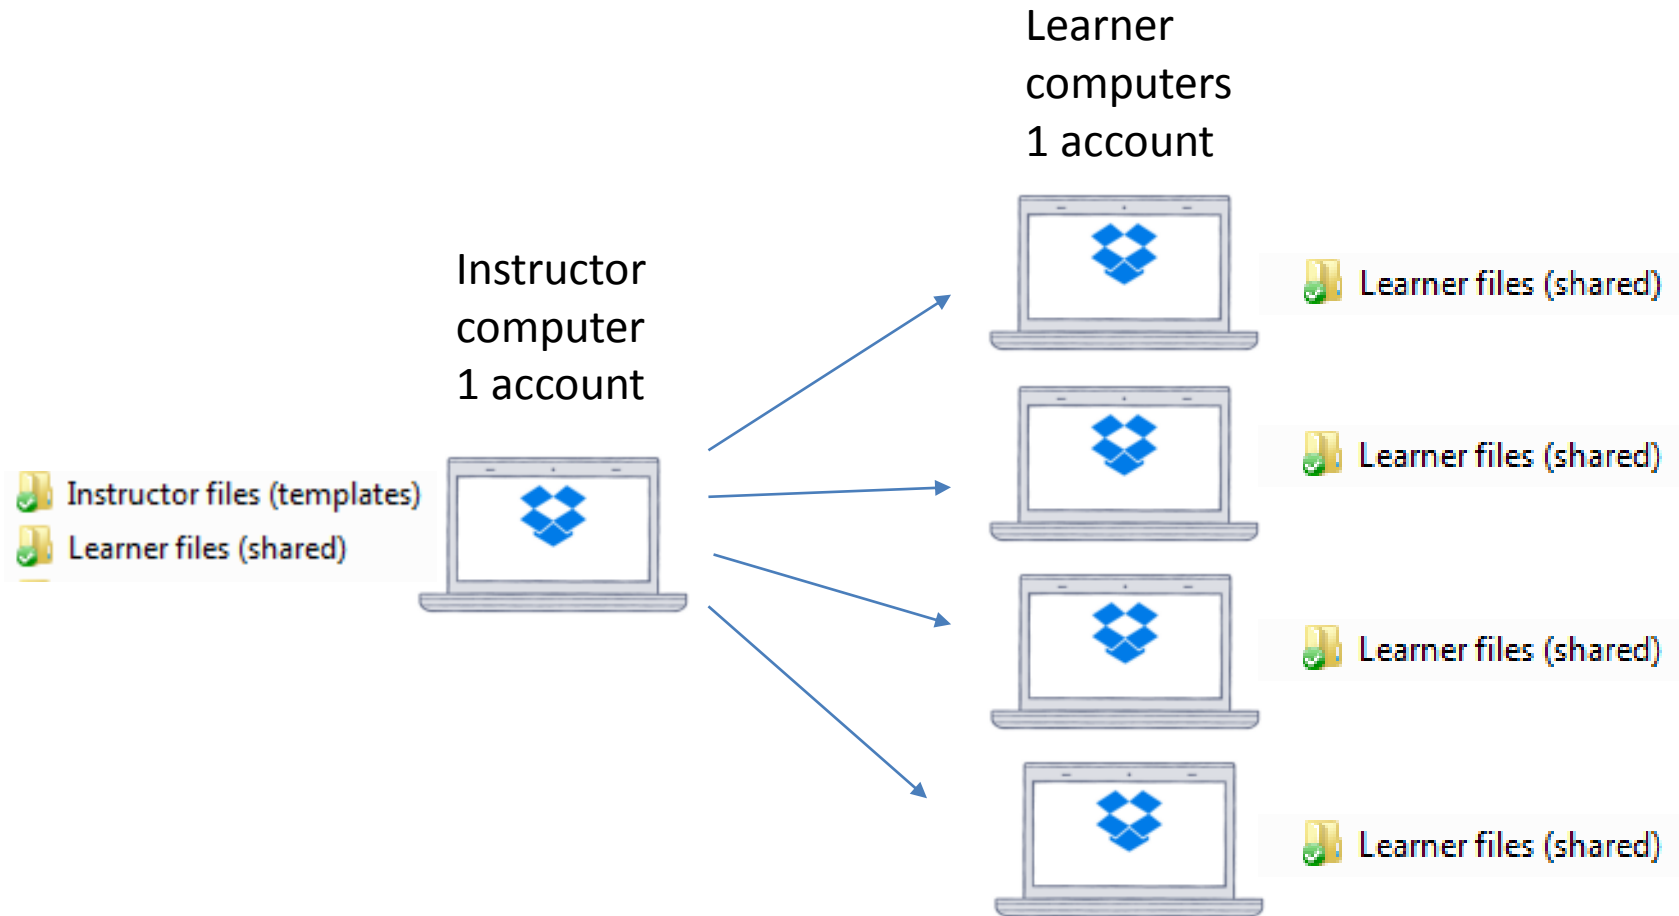 Learner
computers
1 account
Instructor
computer
1 account
Instructor files (templates)
Learner files (shared)
Learner files (shared)
Learner files (shared)
Learner files (shared)
Learner files (shared)